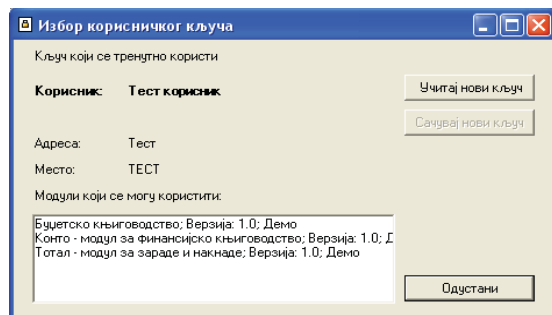 Избор корисничког кључа
Кључ који се тренутно користи
Корисник: Тест корисник
Учитај нови кључ
Сачувај нови кључ
Адреса: Тест
Место: ТЕСТ
Модули који се могу користити:
Буџетско књиговодство; Верзија: 1.0; Демо
Конто - модул за финансијско књиговодство; Верзија: 1.0; Д
Тотал - модул за зараде и накнаде; Верзија: 1.0; Демо
Одустани